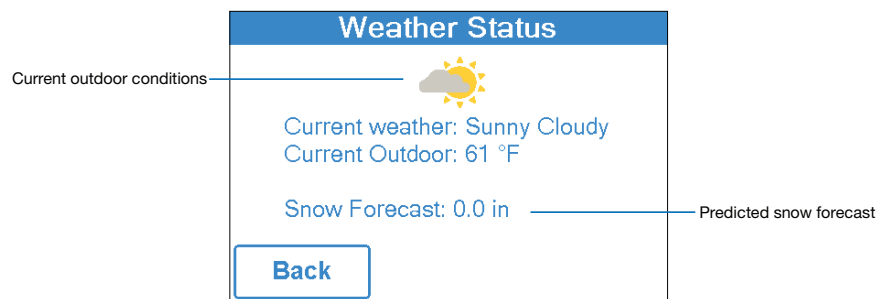 Weather Status
Current outdoor conditions
Current weather: Sunny Cloudy
Current Outdoor: 61 °F
Snow Forecast: 0.0 in
Predicted snow forecast
Back